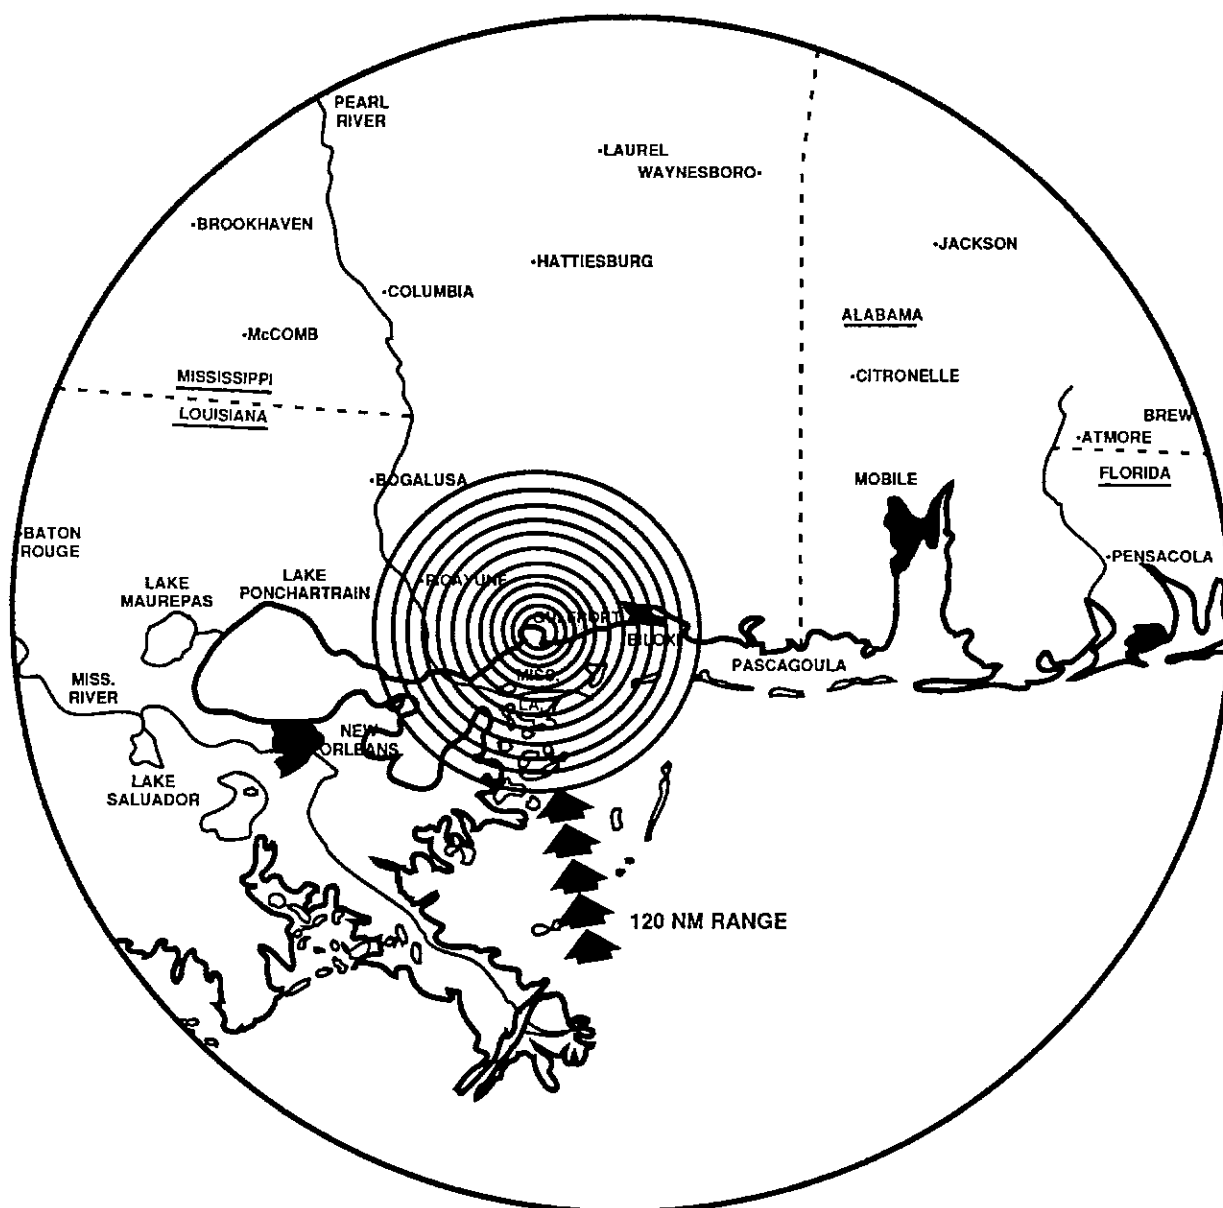 PEARL
RIVER
LAUREL
WAYNESBORO
BROOKHAVEN
JACKSON
HATTIESBURG
COLUMBIA
ALABAMA
McCOMB
MISSISSIPPI
CITRONELLE
LOUISIANA
BREW
ATMORE
BOGALUSA
MOBILE
FLORIDA
BATON
ROUGE
PENSACOLA
LAKE
PONCHARTRAIN
PICAYUNE
LAKE
MAUREPAS
GULFPORT
BILOXI
PASCAGOULA
MISS.
RIVER
MISS.
LA.
NEW
ORLEANS
LAKE
SALUADOR
120 NM RANGE